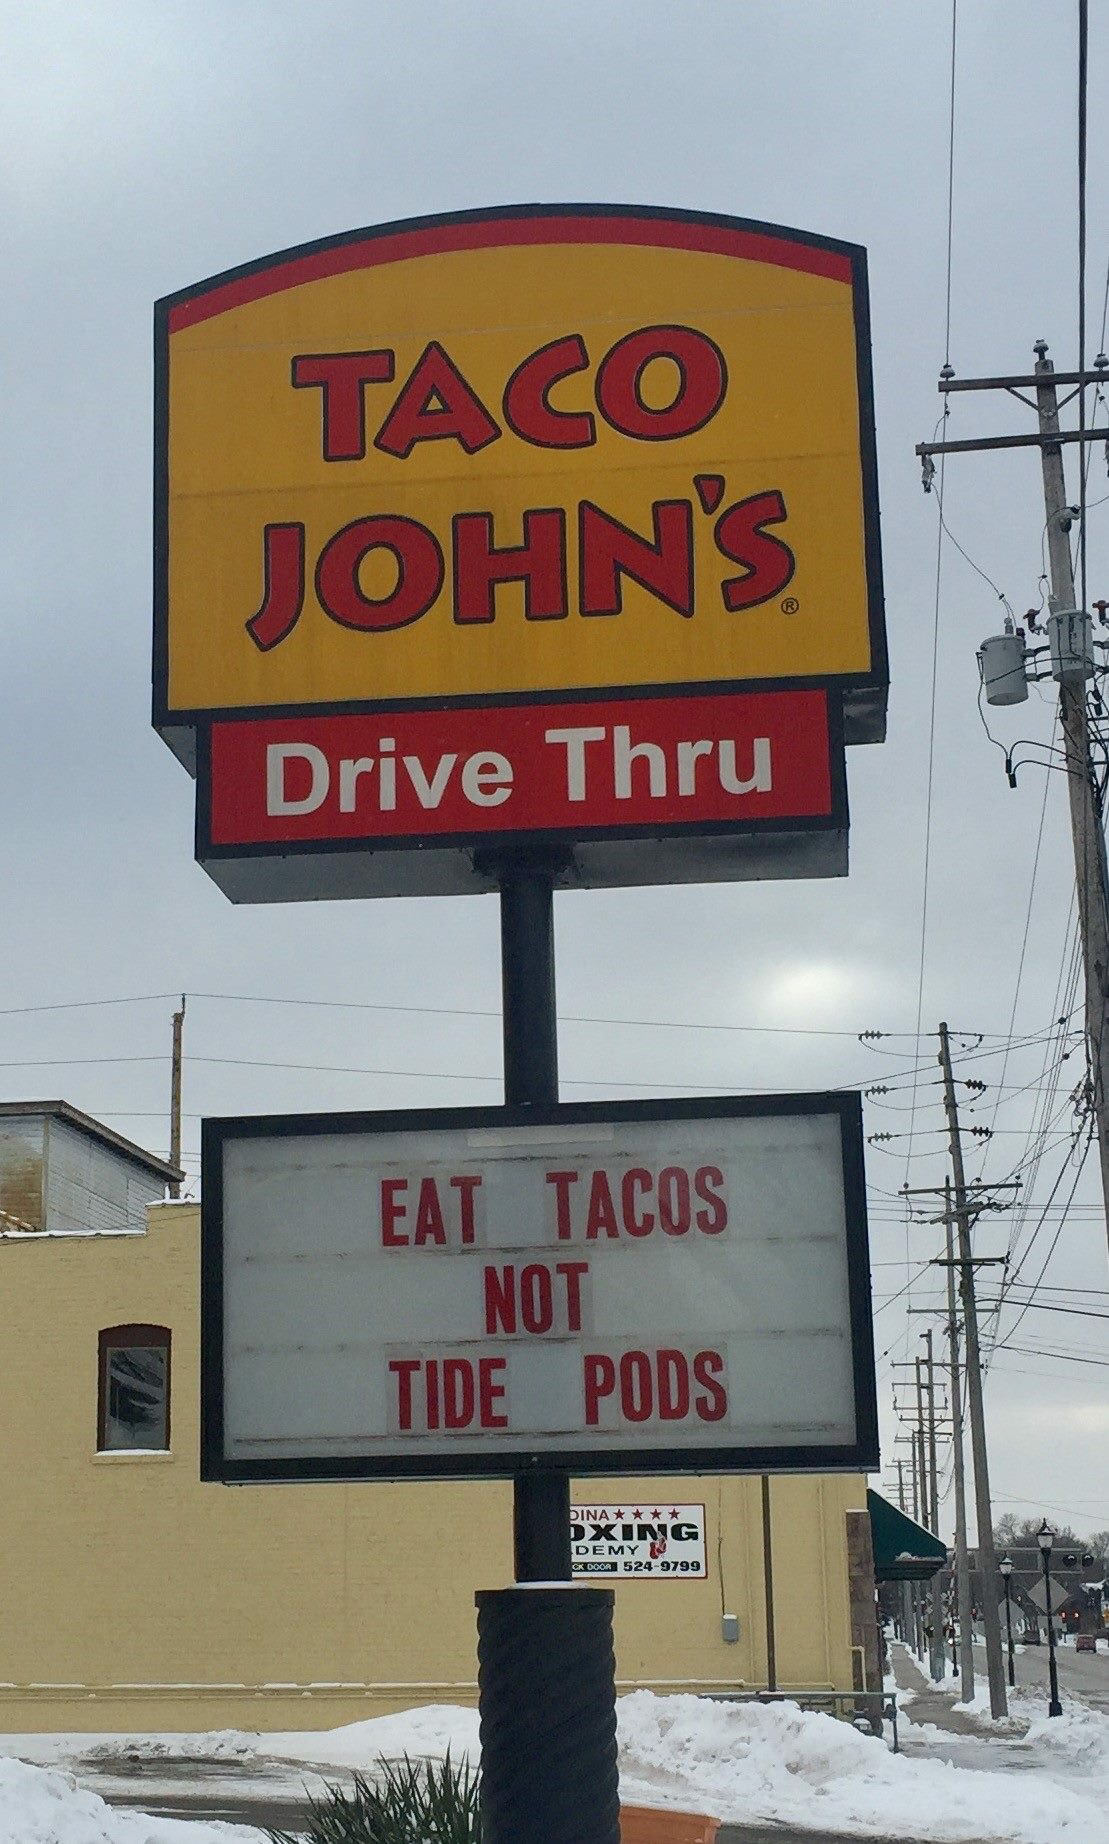 TACO
JOHN'S®
Drive Thru
EAT TACOS
NOT
TIDE PODS
524-9799